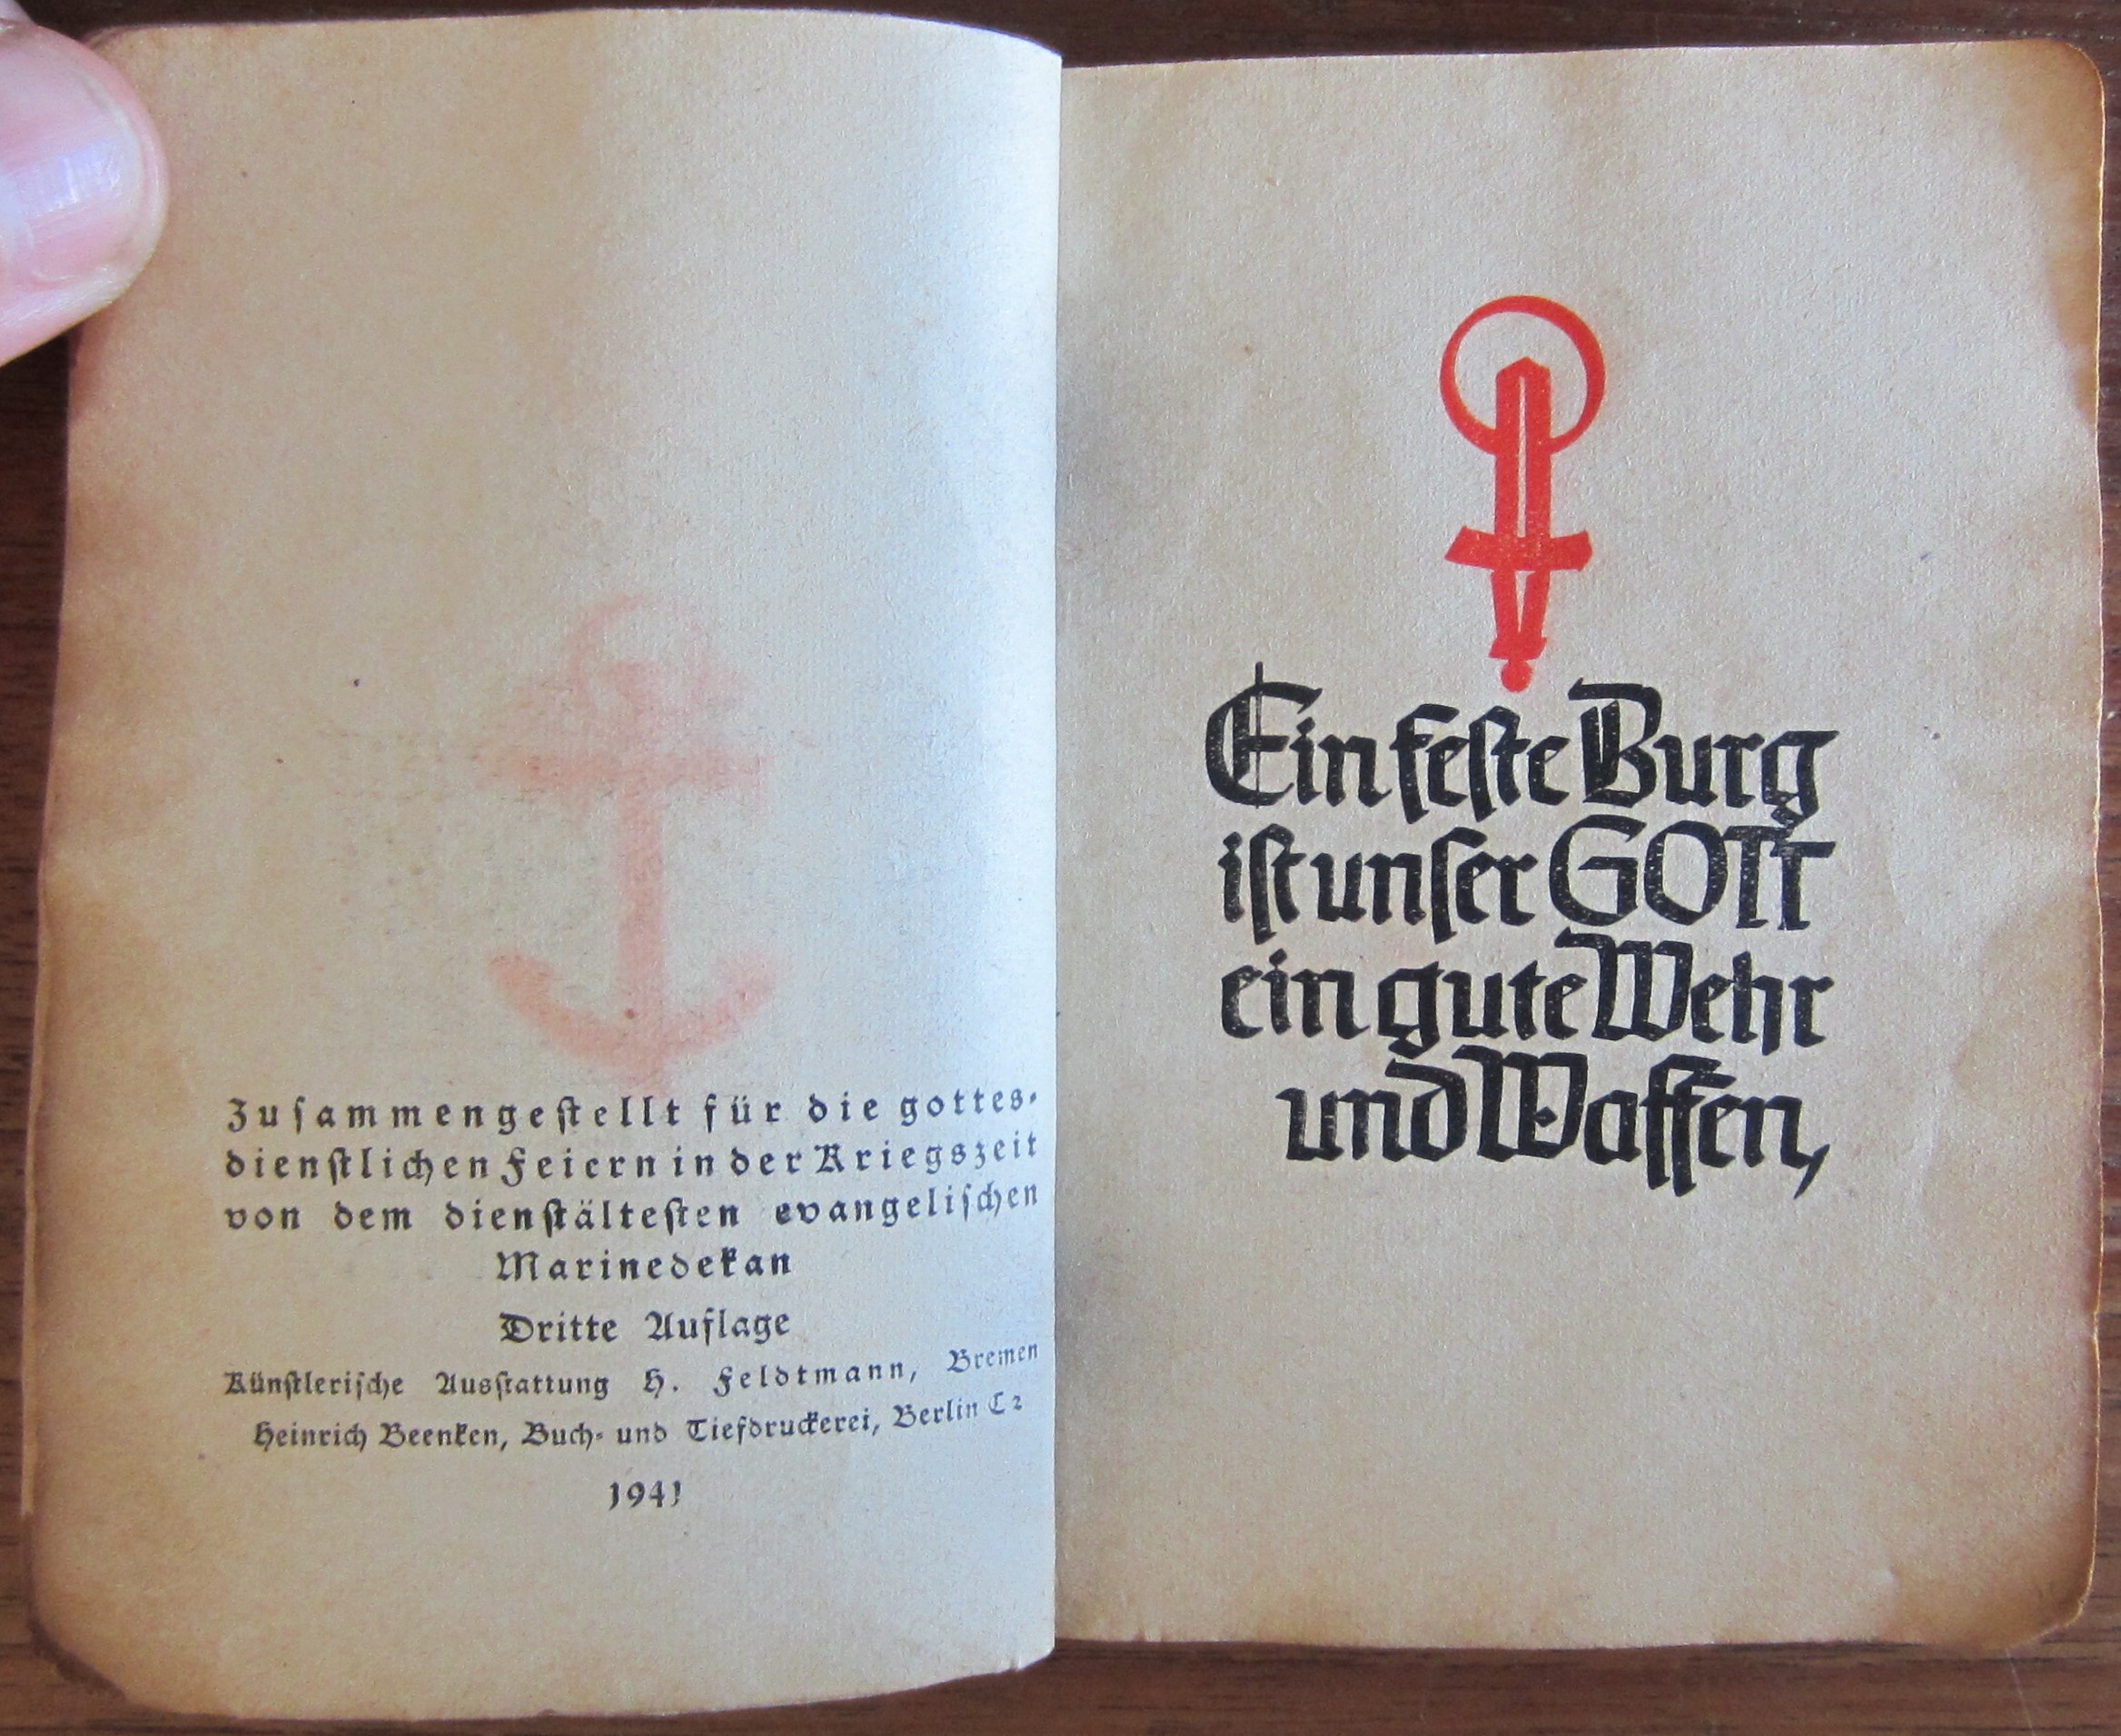 Zusammengestellt für die gottes-
dienstlichen Feiern in der Kriegszeit
von dem dienstältesten evangelischen
Marinedekan
Dritte Auflage
Künstlerische Ausstattung H. Feldtmann, Bremen
Heinrich Beenken, Buch- und Tiefdruckerei, Berlin C 2
1941
Ein feste Burg
ist unser GOTT
ein gute Wehr
und Waffen,